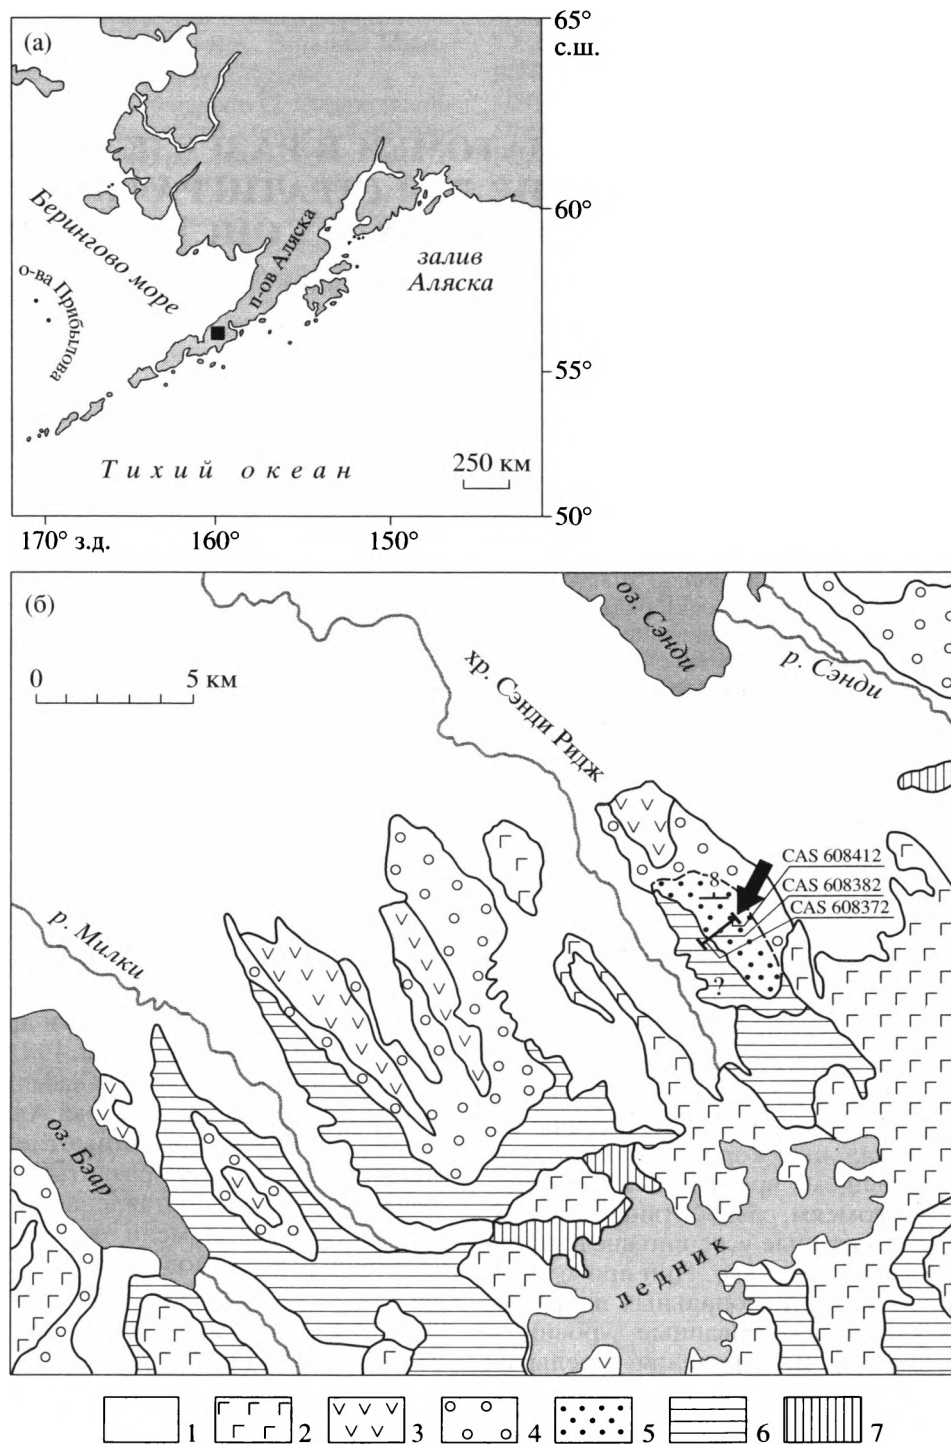 (а)
65°
с.ш.
60°
55°
50°
Берингово море
о-ва Прибылова
п-ов Аляска
залив
Аляска
Тихий океан
250 км
170° з.д.
160°
150°
(б)
0
5 км
оз. Сэнди
р. Сэнди
хр. Сэнди Ридж
CAS 608412
8
CAS 608382
CAS 608372
?
р. Милки
оз. Бэар
ледник
1 2 3 4 5 6 7